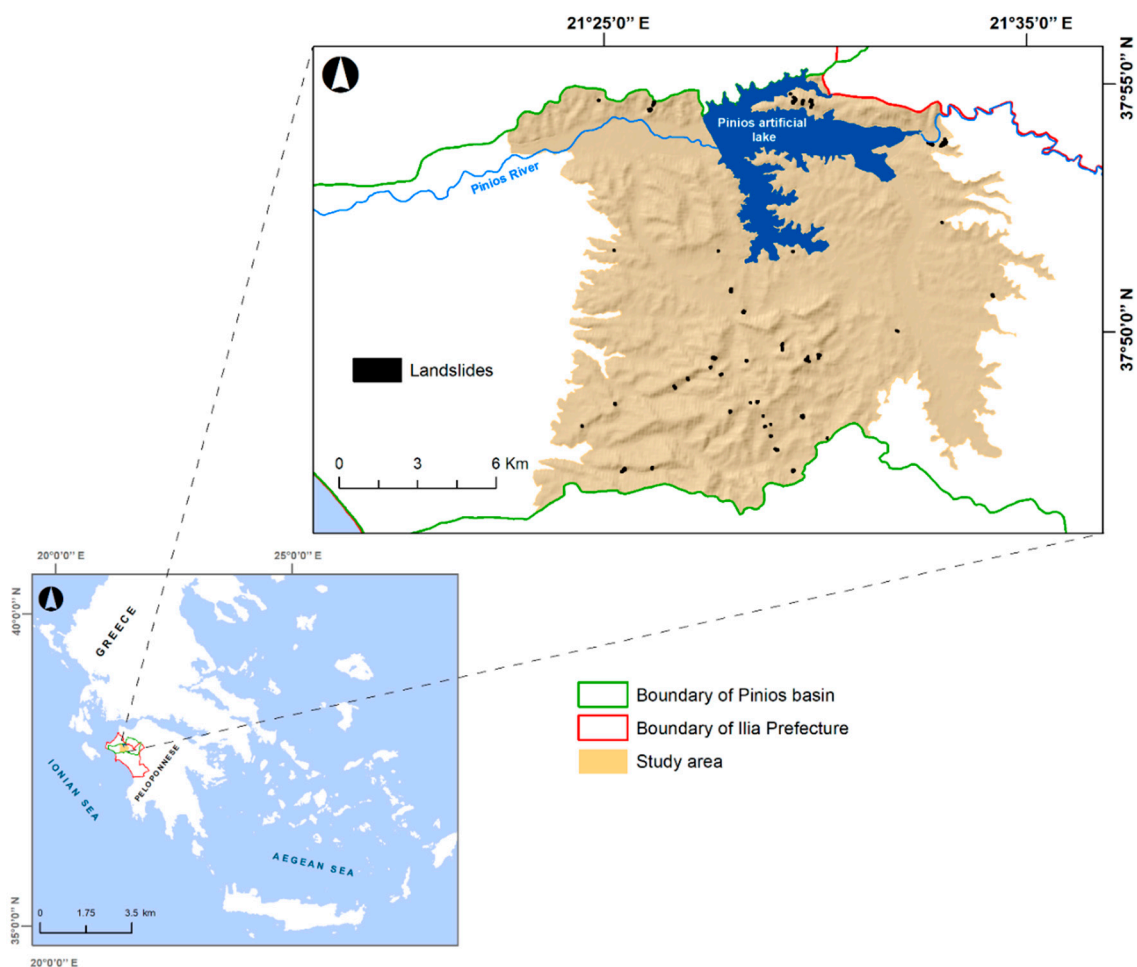 21°25'0'' E
21°35'0'' E
37°55'0'' N
Pinios artificial
lake
Pinios River
37°50'0'' N
Landslides
0 3 6 Km
20°0'0'' E
25°0'0'' E
40°0'0'' N
GREECE
PELOPONNESE
IONIAN SEA
AEGEAN SEA
0 1.75 3.5 km
35°0'0'' N
20°0'0'' E
Boundary of Pinios basin
Boundary of Ilia Prefecture
Study area